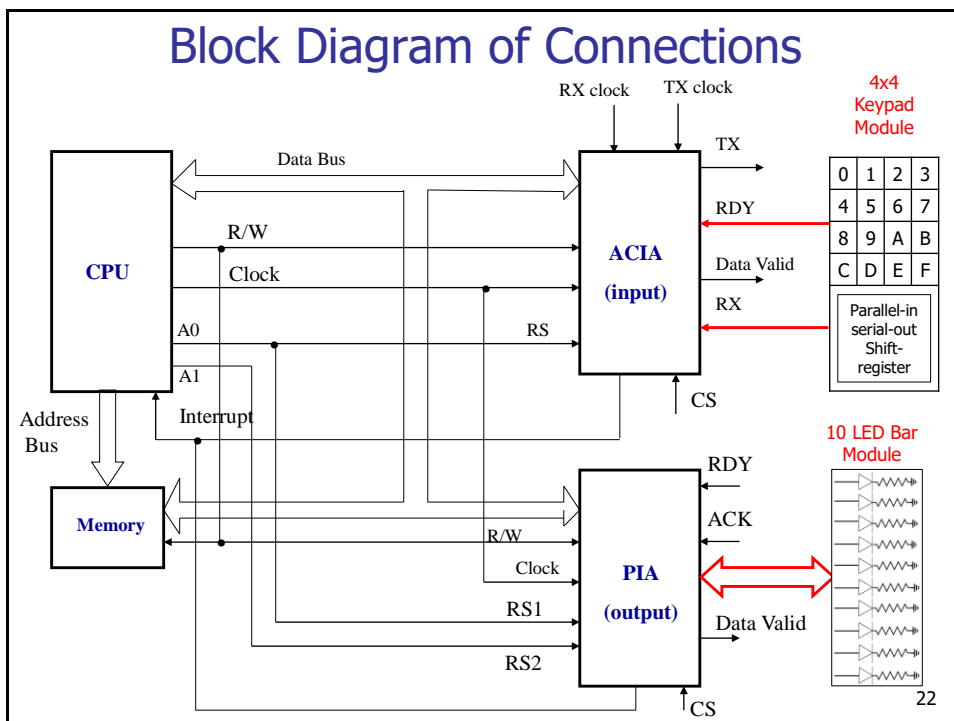 Block Diagram of Connections
RX clock
TX clock
4x4
Keypad
Module
Data Bus
TX
0 1 2 3
4 5 6 7
8 9 A B
C D E F
RDY
R/W
CPU
ACIA
(input)
Clock
Data Valid
RX
A0
RS
Parallel-in
serial-out
Shift-
register
A1
CS
Address
Bus
Interrupt
10 LED Bar
Module
RDY
Memory
ACK
R/W
Clock
PIA
(output)
RS1
Data Valid
RS2
CS
22